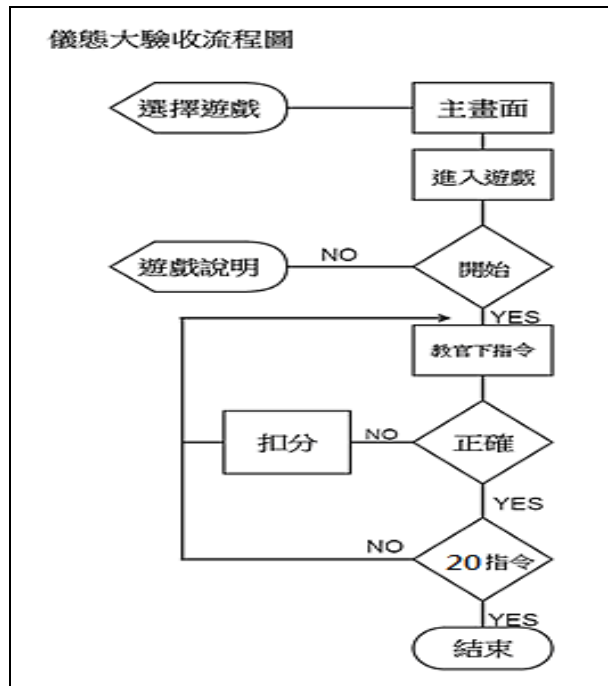 儀態大驗收流程圖
選擇遊戲
主畫面
進入遊戲
遊戲說明
NO
開始
YES
教官下指令
扣分
NO
正確
YES
NO
20指令
YES
結束